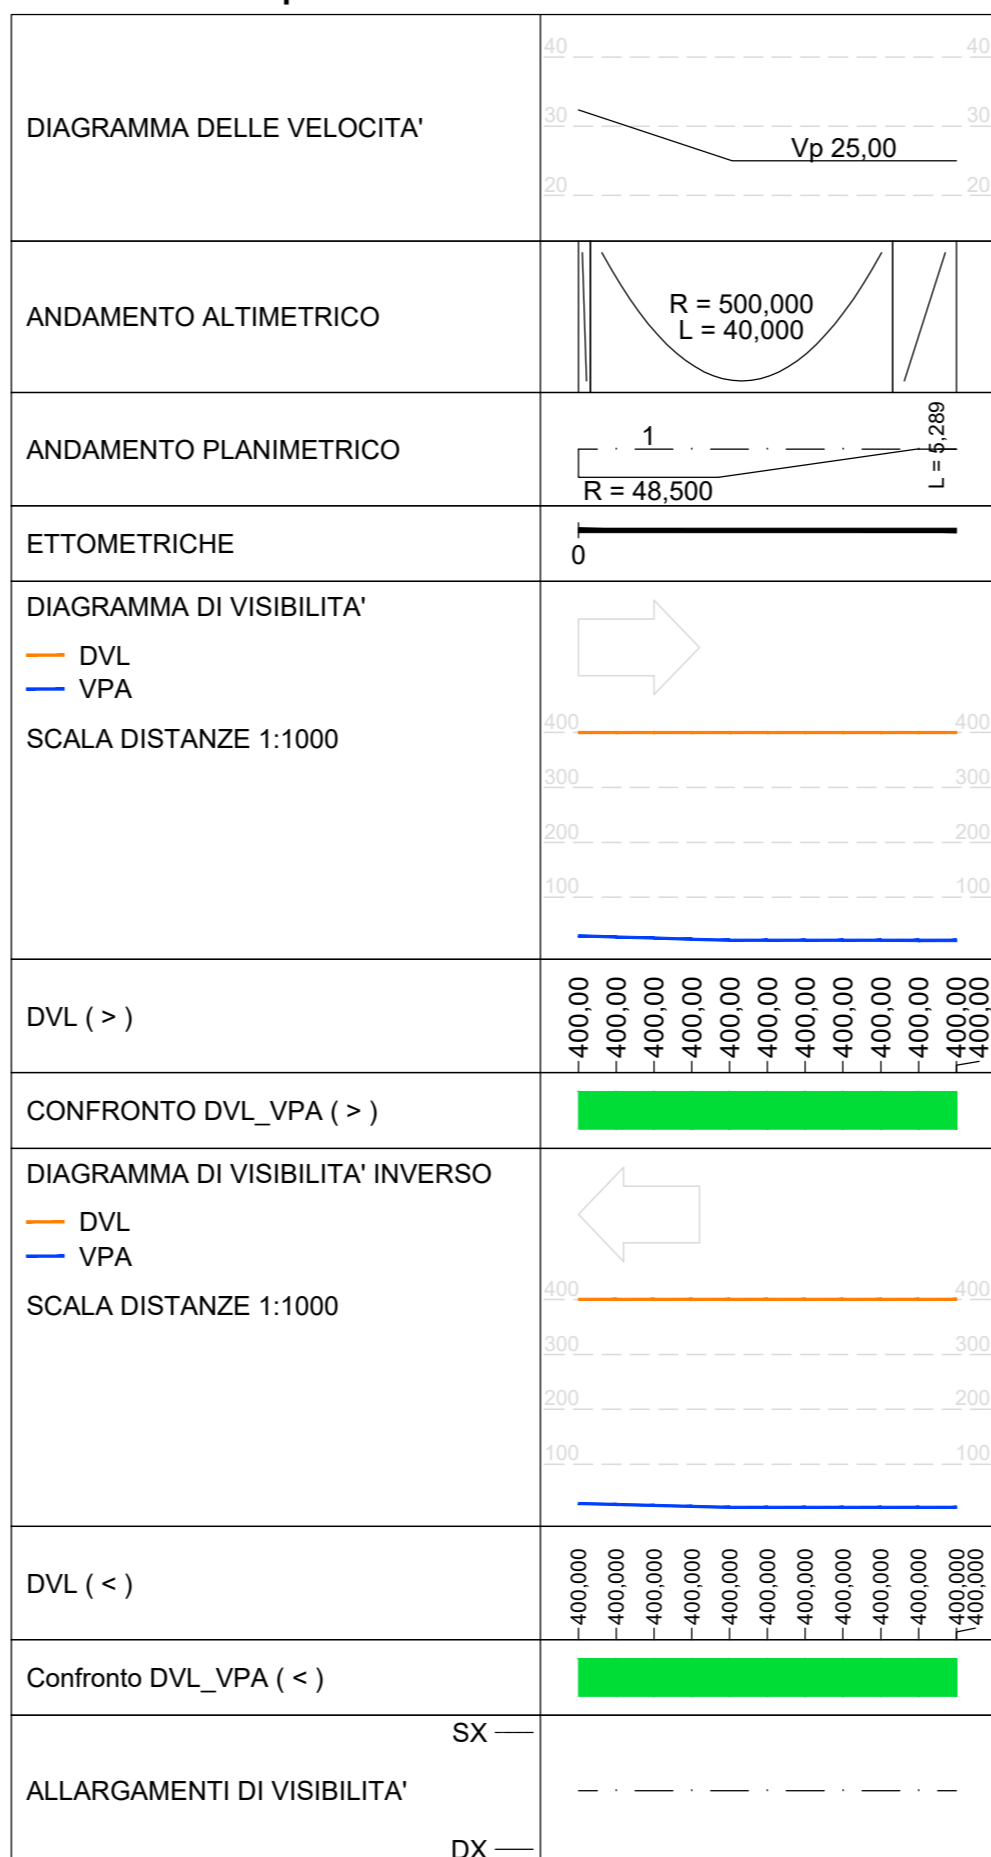 40 40
DIAGRAMMA DELLE VELOCITA'
30 30
Vp 25,00
20 20
ANDAMENTO ALTIMETRICO
R = 500,000
L = 40,000
ANDAMENTO PLANIMETRICO
1
R = 48,500
L = 5,289
ETTOMETRICHE
0
DIAGRAMMA DI VISIBILITA'
DVL
VPA
SCALA DISTANZE 1:1000
400 400
300 300
200 200
100 100
DVL ( > )
400,00 400,00 400,00 400,00 400,00 400,00 400,00 400,00 400,00 400,00 400,00 400,00
CONFRONTO DVL_VPA ( > )
DIAGRAMMA DI VISIBILITA' INVERSO
DVL
VPA
SCALA DISTANZE 1:1000
400 400
300 300
200 200
100 100
DVL ( < )
400,000 400,000 400,000 400,000 400,000 400,000 400,000 400,000 400,000 400,000 400,000 400,000
Confronto DVL_VPA ( < )
SX
ALLARGAMENTI DI VISIBILITA'
DX